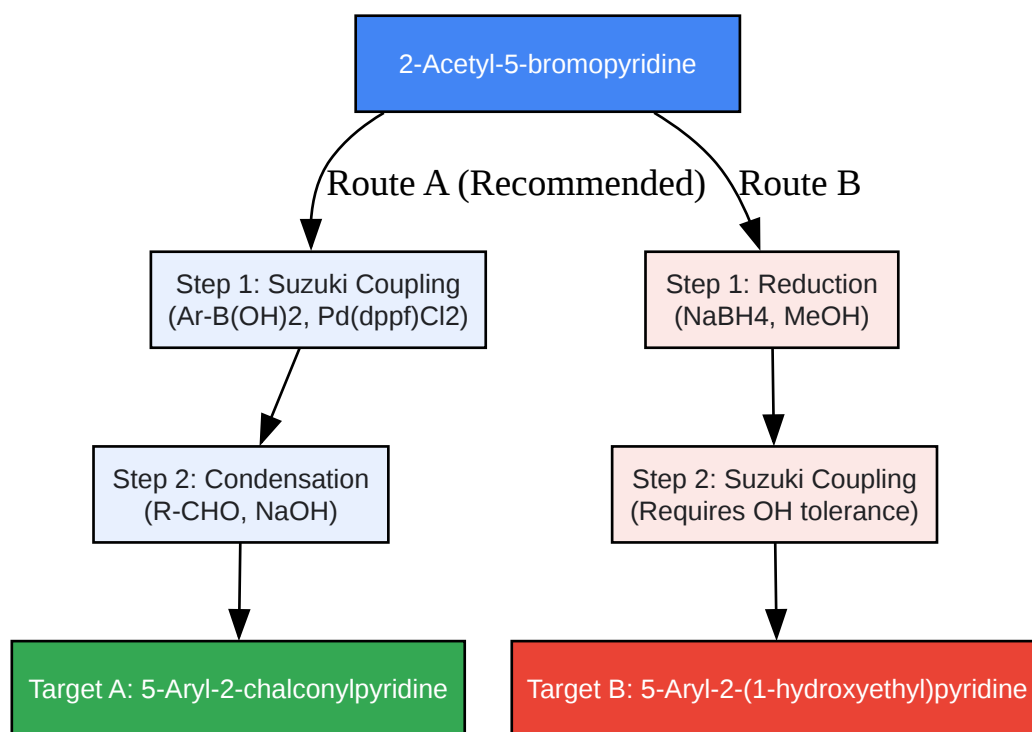 2-Acetyl-5-bromopyridine
Route A (Recommended)
Route B
Step 1: Suzuki Coupling
(Ar-B(OH)2, Pd(dppf)Cl2)
Step 1: Reduction
(NaBH4, MeOH)
Step 2: Condensation
(R-CHO, NaOH)
Step 2: Suzuki Coupling
(Requires OH tolerance)
Target A: 5-Aryl-2-chalconylpyridine
Target B: 5-Aryl-2-(1-hydroxyethyl)pyridine